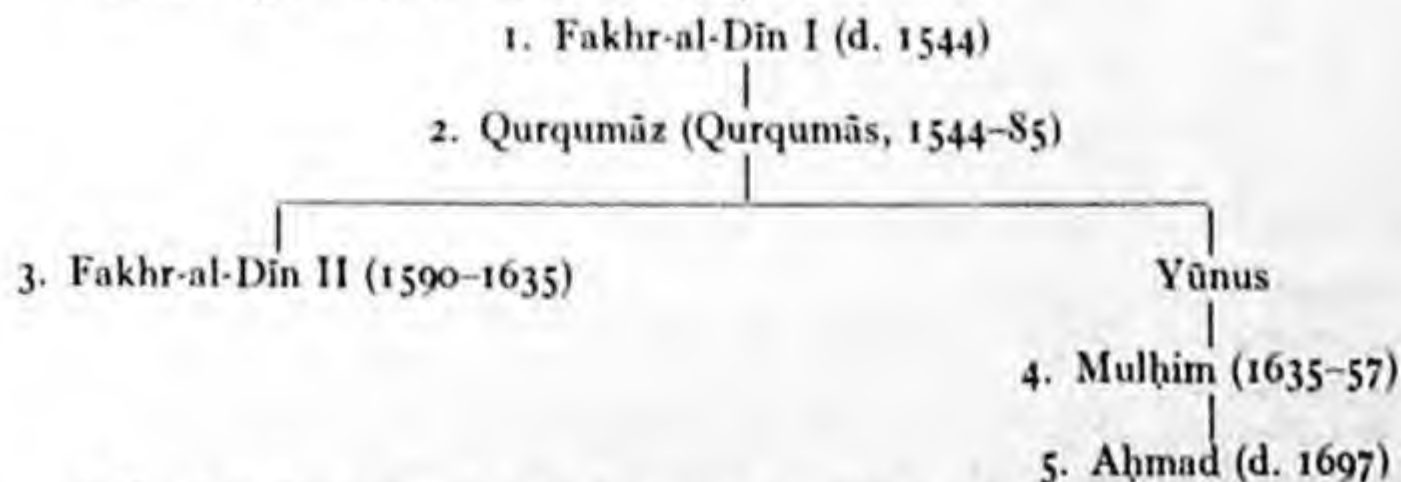 1. Fakhr-al-Dīn I (d. 1544)
2. Qurqumāz (Qurqumās, 1544–85)
3. Fakhr-al-Dīn II (1590–1635) Yūnus
4. Mulḥim (1635–57)
5. Aḥmad (d. 1697)